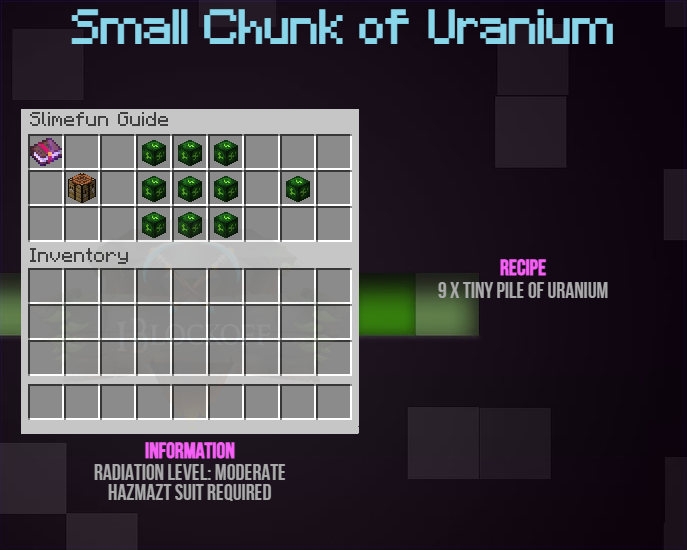 Small Chunk of Uranium
Slimefun Guide
Inventory
IBLOCKOFF
RECIPE
9 X TINY PILE OF URANIUM
INFORMATION
RADIATION LEVEL: MODERATE
HAZMAZT SUIT REQUIRED